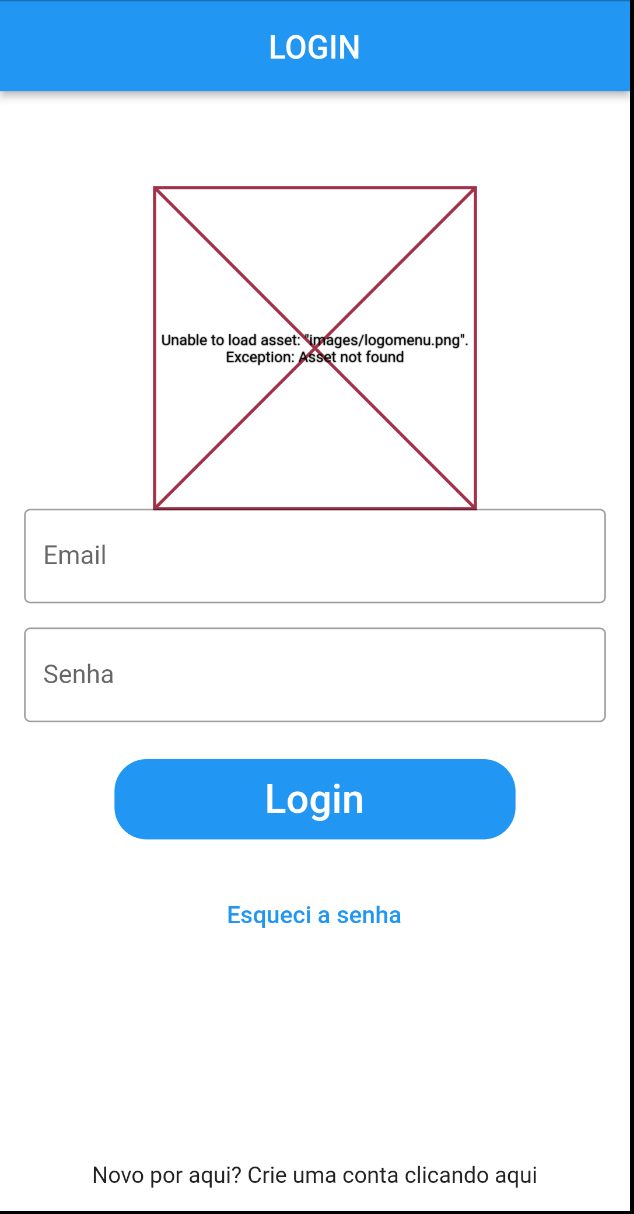 LOGIN
Unable to load asset: "images/logomenu.png".
Exception: Asset not found
Email
Senha
Login
Esqueci a senha
Novo por aqui? Crie uma conta clicando aqui